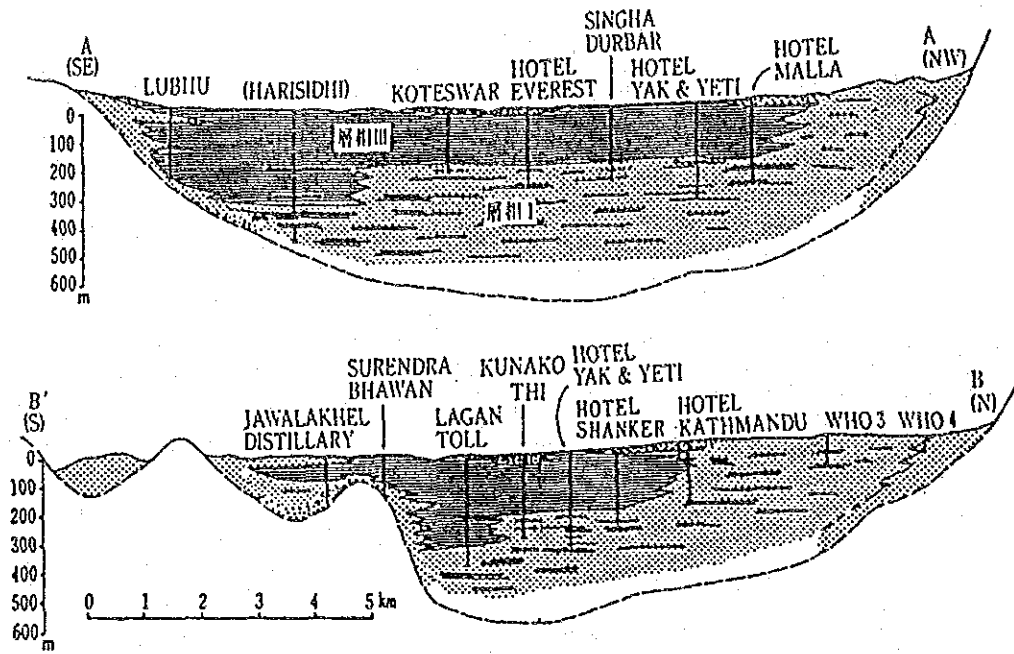 A
(SE)
LUBHU
(HARISIDHI)
KOTESWAR
HOTEL
EVEREST
SINGHA
DURBAR
HOTEL
YAK & YETI
HOTEL
MALLA
A
(NW)
0
100
200
300
400
500
600
m
層相III
層相I
B'
(S)
JAWALAKHEL
DISTILLARY
SURENDRA
BHAWAN
LAGAN
TOLL
KUNAKO
THI
HOTEL
YAK & YETI
HOTEL
SHANKER
HOTEL
KATHMANDU
WHO 3
WHO 4
B
(N)
0
100
200
300
400
500
600
m
0 1 2 3 4 5 km